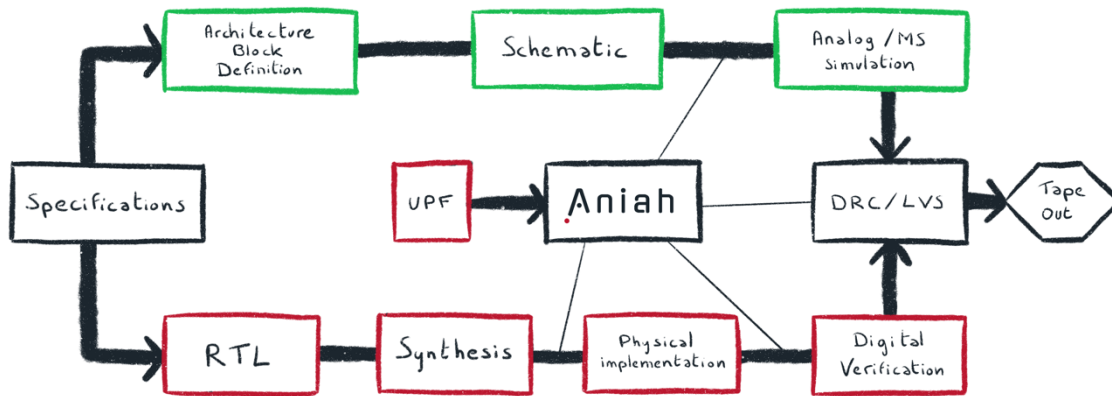 Architecture
Block
Definition
Schematic
Analog / MS
Simulation
Specifications
UPF
Aniah
DRC/LVS
Tape
Out
RTL
Synthesis
Physical
implementation
Digital
Verification